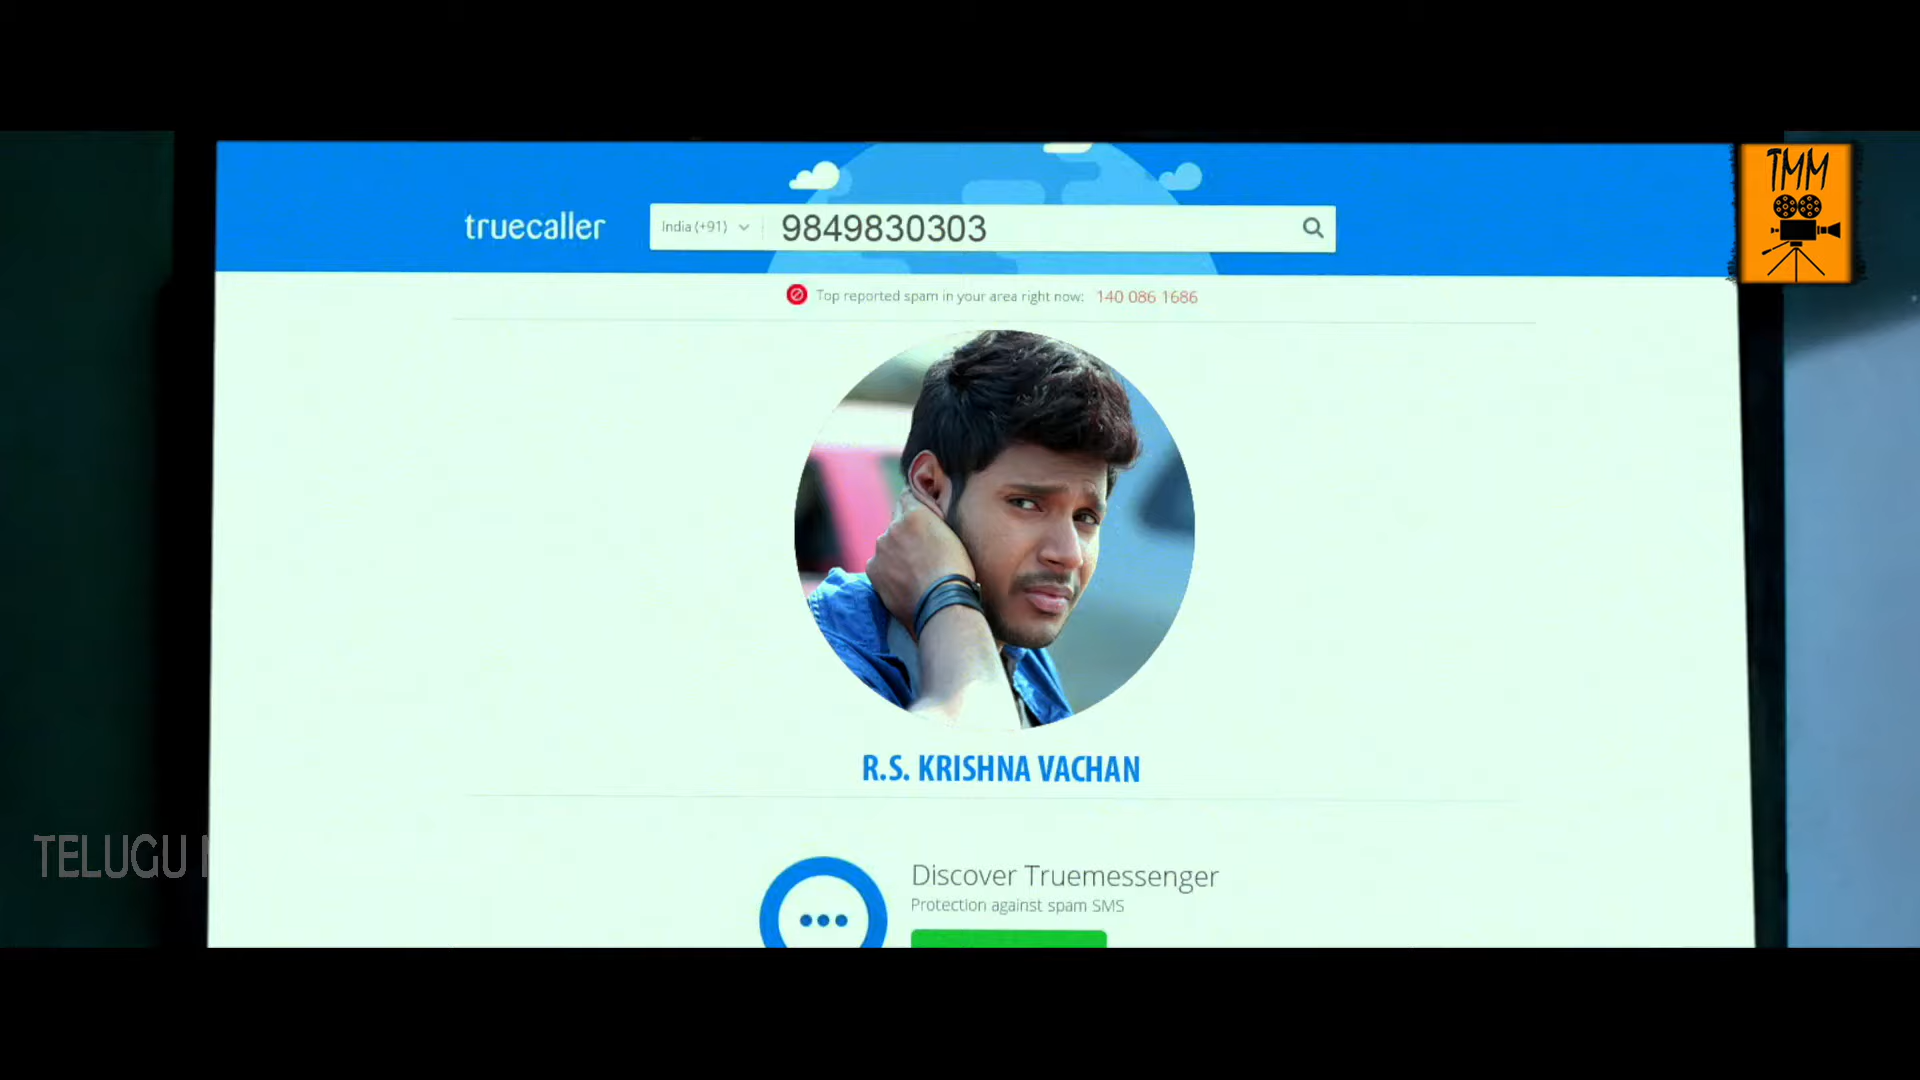 TMM
truecaller
India (+91)
9849830303
Top reported spam in your area right now: 140 086 1686
R.S. KRISHNA VACHAN
TELUGU
Discover Truemessenger
Protection against spam SMS